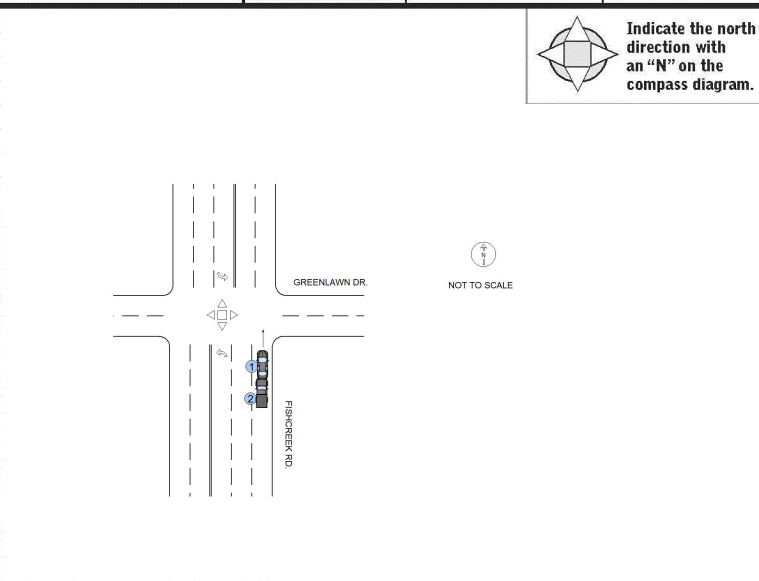 Indicate the north
direction with
an “N” on the
compass diagram.
N
GREENLAWN DR.
NOT TO SCALE
1
2
FISHCREEK RD.